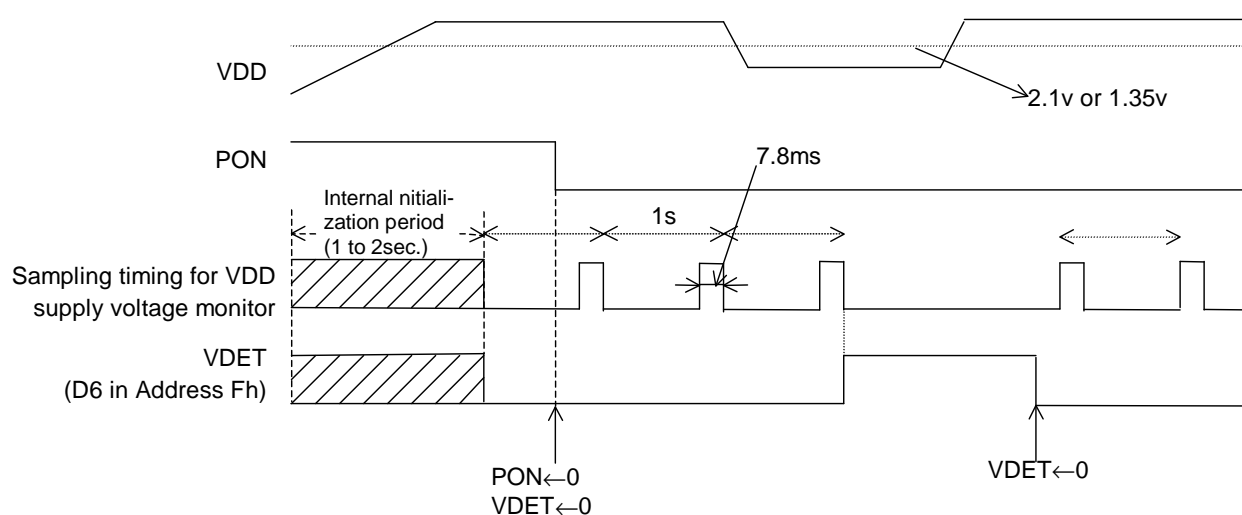 VDD
2.1v or 1.35v
PON
7.8ms
Internal nitiali-
zation period
(1 to 2sec.)
1s
Sampling timing for VDD
supply voltage monitor
VDET
(D6 in Address Fh)
PON←0
VDET←0
VDET←0